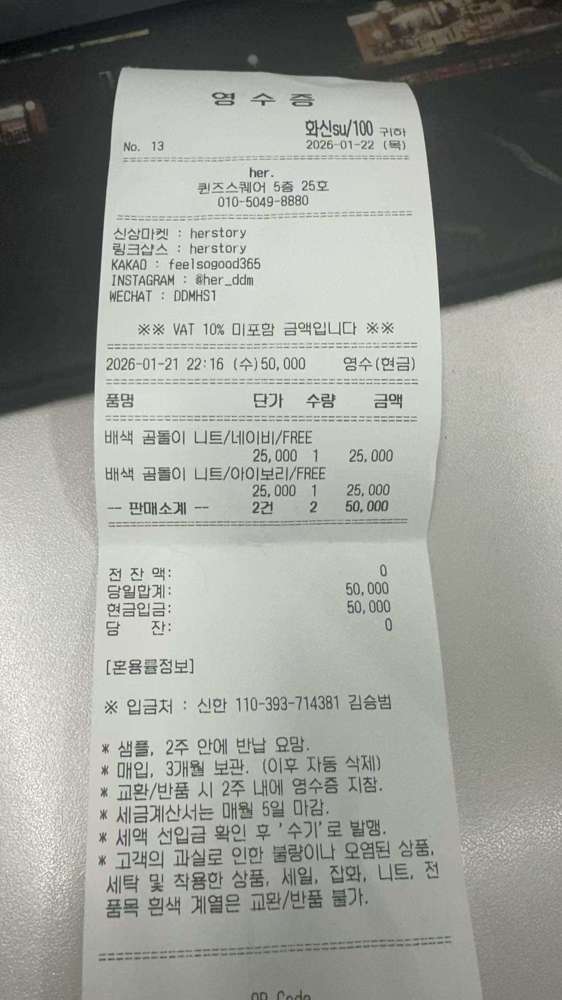 영 수 증
화신su/100 귀하
No. 13 2026-01-22 (목)
her.
퀸즈스퀘어 5층 25호
010-5049-8880
신상마켓 : herstory
링크샵스 : herstory
KAKAO : feelsogood365
INSTAGRAM : @her_ddm
WECHAT : DDMHS1
※※ VAT 10% 미포함 금액입니다 ※※
2026-01-21 22:16 (수)50,000 영수(현금)
품명 단가 수량 금액
배색 곰돌이 니트/네이비/FREE
25,000 1 25,000
배색 곰돌이 니트/아이보리/FREE
25,000 1 25,000
-- 판매소계 -- 2건 2 50,000
전 잔 액: 0
당일합계: 50,000
현금입금: 50,000
당 잔: 0
[혼용률정보]
※ 입금처 : 신한 110-393-714381 김승범
* 샘플, 2주 안에 반납 요망.
* 매입, 3개월 보관. (이후 자동 삭제)
* 교환/반품 시 2주 내에 영수증 지참.
* 세금계산서는 매월 5일 마감.
* 세액 선입금 확인 후 '수기'로 발행.
* 고객의 과실로 인한 불량이나 오염된 상품,
세탁 및 착용한 상품, 세일, 잡화, 니트, 전
품목 흰색 계열은 교환/반품 불가.
QR Code